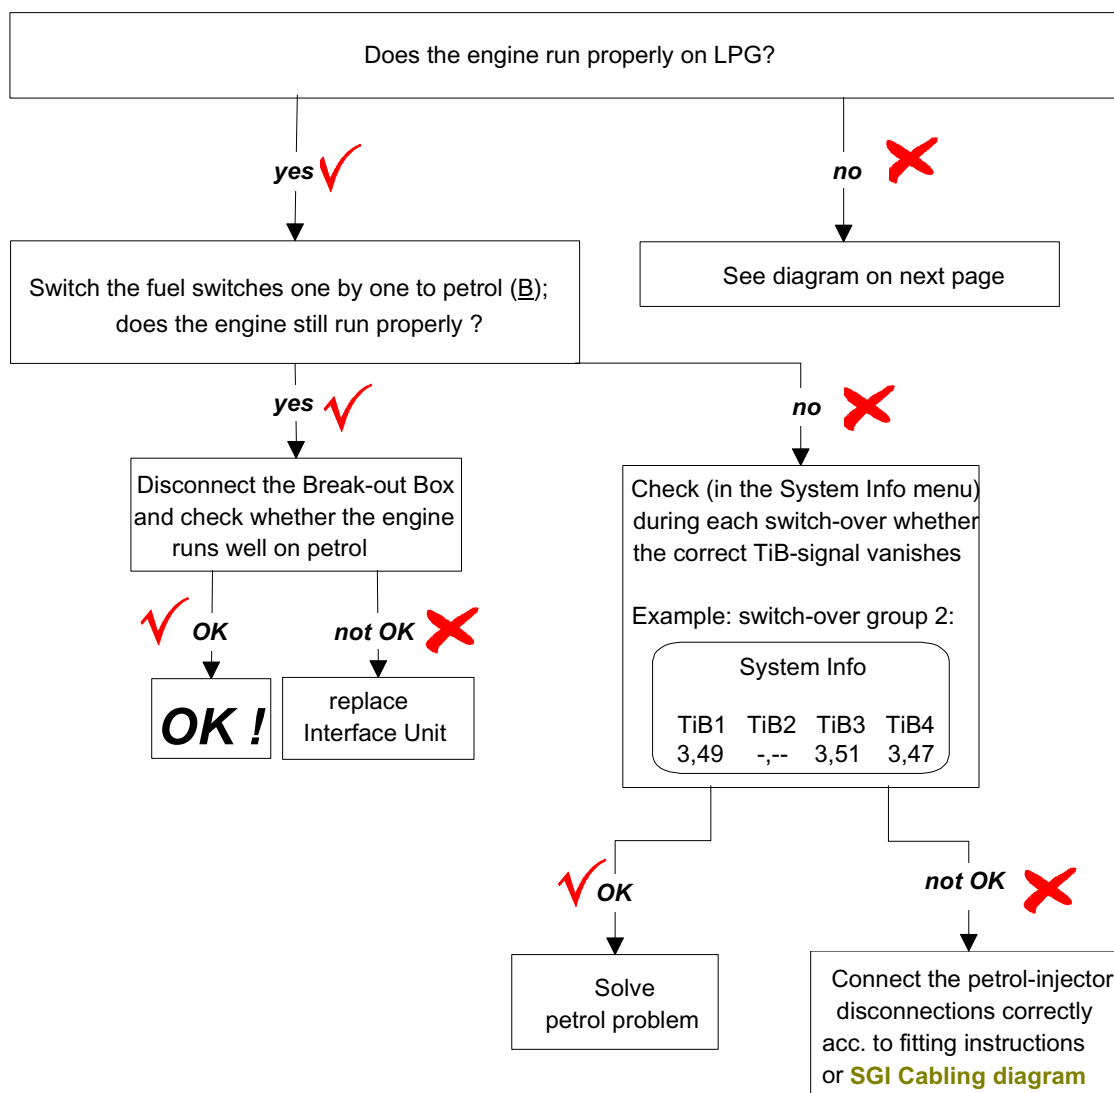 Does the engine run properly on LPG?
yes
no
Switch the fuel switches one by one to petrol (B);
does the engine still run properly ?
See diagram on next page
yes
no
Disconnect the Break-out Box
and check whether the engine
runs well on petrol
Check (in the System Info menu)
during each switch-over whether
the correct TiB-signal vanishes
Example: switch-over group 2:
System Info
TiB1 TiB2 TiB3 TiB4
3,49 -,-- 3,51 3,47
OK
not OK
OK !
replace
Interface Unit
OK
not OK
Solve
petrol problem
Connect the petrol-injector
disconnections correctly
acc. to fitting instructions
or SGI Cabling diagram